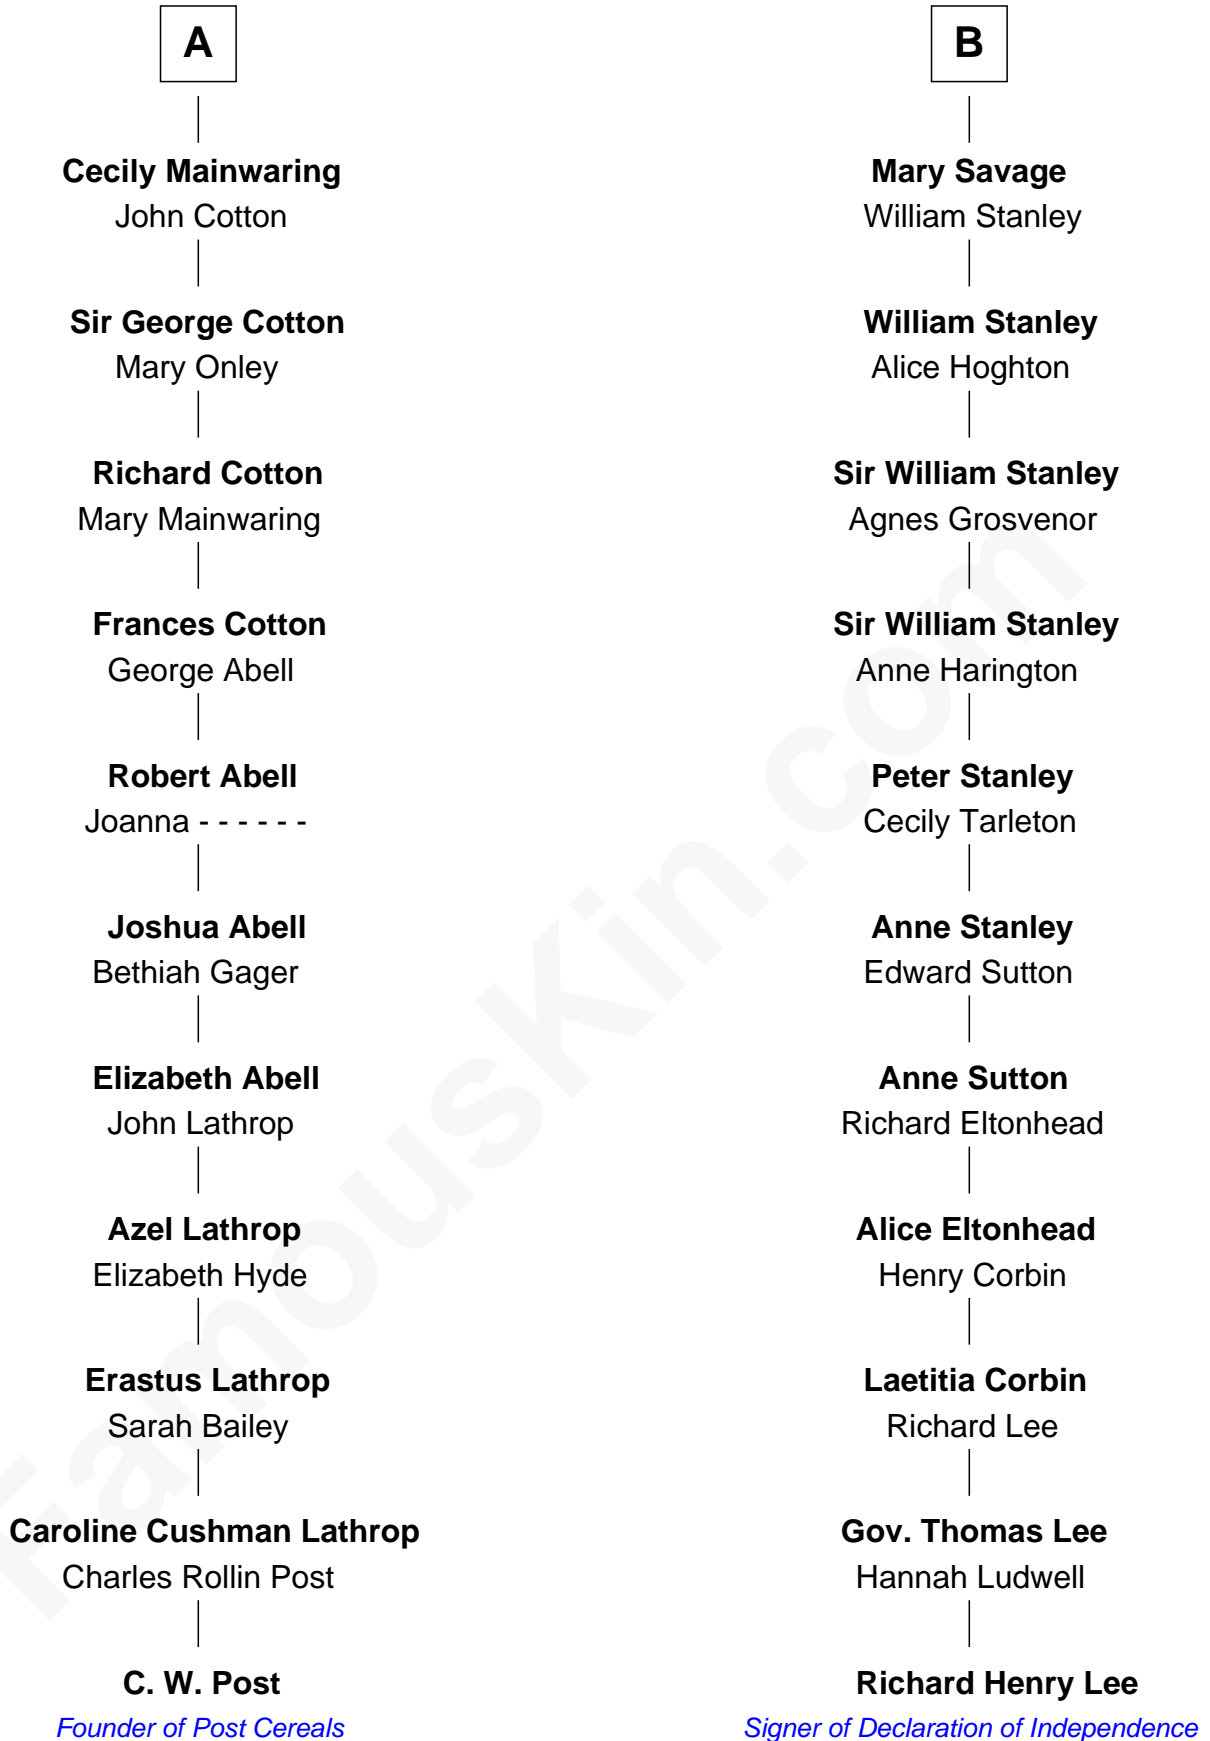 A
Cecily Mainwaring
John Cotton
Sir George Cotton
Mary Onley
Richard Cotton
Mary Mainwaring
Frances Cotton
George Abell
Robert Abell
Joanna - - - - - -
Joshua Abell
Bethiah Gager
Elizabeth Abell
John Lathrop
Azel Lathrop
Elizabeth Hyde
Erastus Lathrop
Sarah Bailey
Caroline Cushman Lathrop
Charles Rollin Post
C. W. Post
Founder of Post Cereals
B
Mary Savage
William Stanley
William Stanley
Alice Hoghton
Sir William Stanley
Agnes Grosvenor
Sir William Stanley
Anne Harington
Peter Stanley
Cecily Tarleton
Anne Stanley
Edward Sutton
Anne Sutton
Richard Eltonhead
Alice Eltonhead
Henry Corbin
Laetitia Corbin
Richard Lee
Gov. Thomas Lee
Hannah Ludwell
Richard Henry Lee
Signer of Declaration of Independence
FamousKin.com